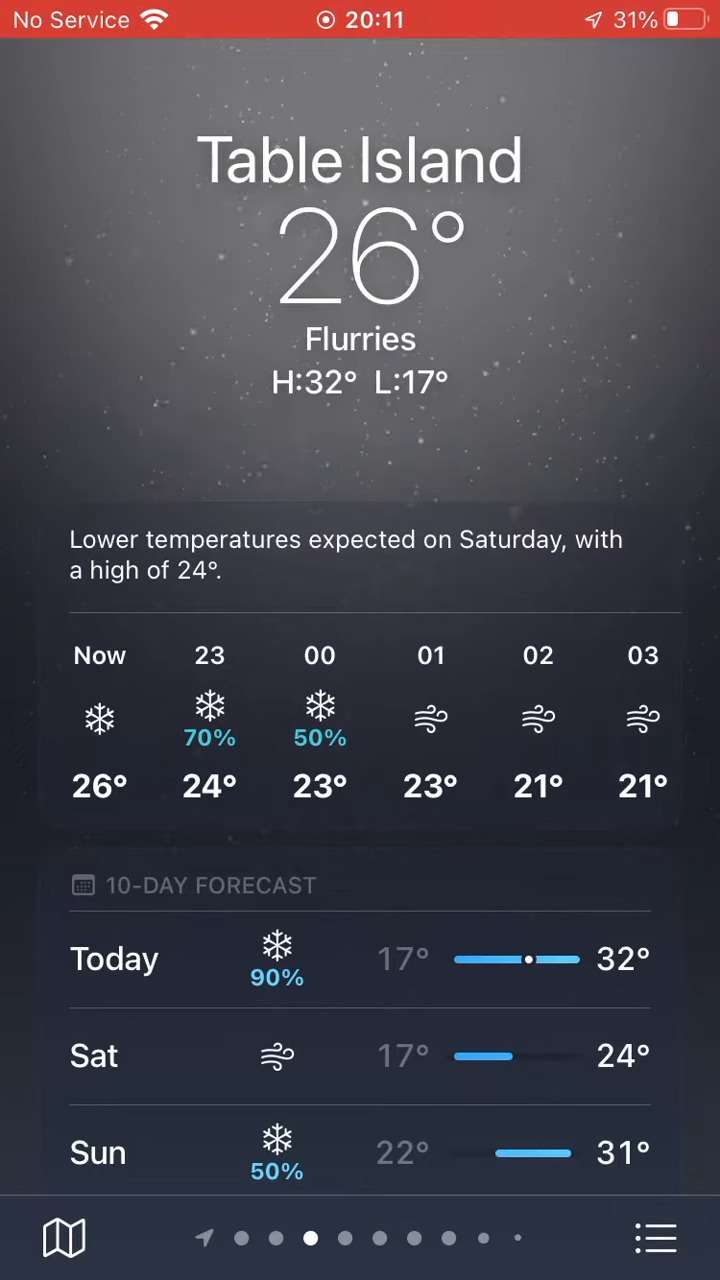 No Service 20:11 31%
Table Island
26°
Flurries
H:32° L:17°
Lower temperatures expected on Saturday, with
a high of 24°.
Now 23 00 01 02 03
70% 50%
26° 24° 23° 23° 21° 21°
10-DAY FORECAST
Today 90% 17° 32°
Sat 17° 24°
Sun 50% 22° 31°